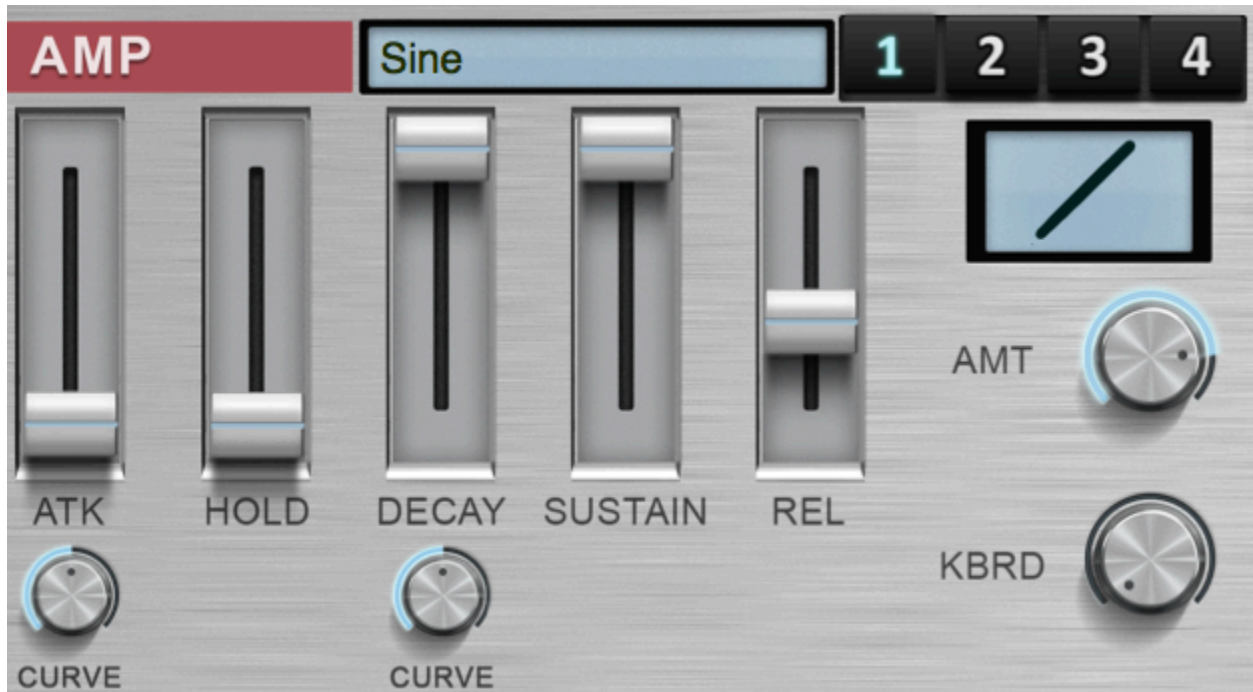 AMP
Sine
1 2 3 4
AMT
ATK HOLD DECAY SUSTAIN REL
KBRD
CURVE CURVE